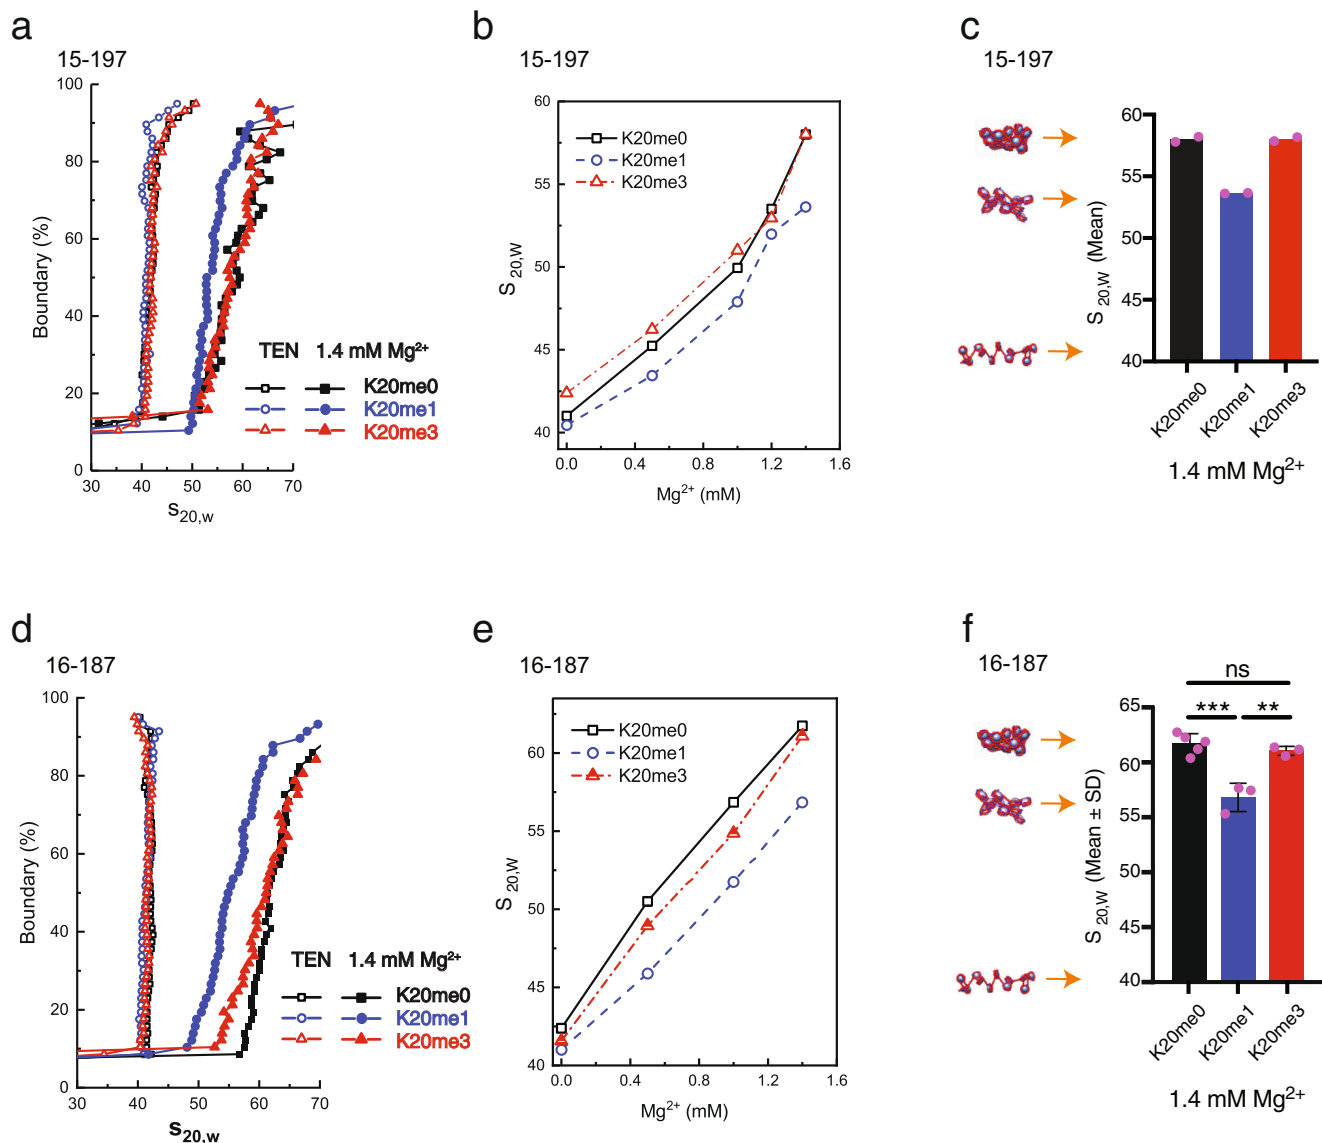 a
15-197
100
80
60
40
20
0
Boundary (%)
30 40 50 60 70
s20,w
TEN 1.4 mM Mg²⁺
K20me0
K20me1
K20me3
b
15-197
60
55
50
45
40
S 20,W
K20me0
K20me1
K20me3
0.0 0.4 0.8 1.2 1.6
Mg²⁺ (mM)
c
15-197
60
55
50
45
40
S 20,W (Mean)
K20me0 K20me1 K20me3
1.4 mM Mg²⁺
d
16-187
100
80
60
40
20
0
Boundary (%)
30 40 50 60 70
s20,w
TEN 1.4 mM Mg²⁺
K20me0
K20me1
K20me3
e
16-187
60
55
50
45
40
S 20,W
K20me0
K20me1
K20me3
0.0 0.4 0.8 1.2 1.6
Mg²⁺ (mM)
f
16-187
ns
*** **
65
60
55
50
45
40
S 20,W (Mean ± SD)
K20me0 K20me1 K20me3
1.4 mM Mg²⁺